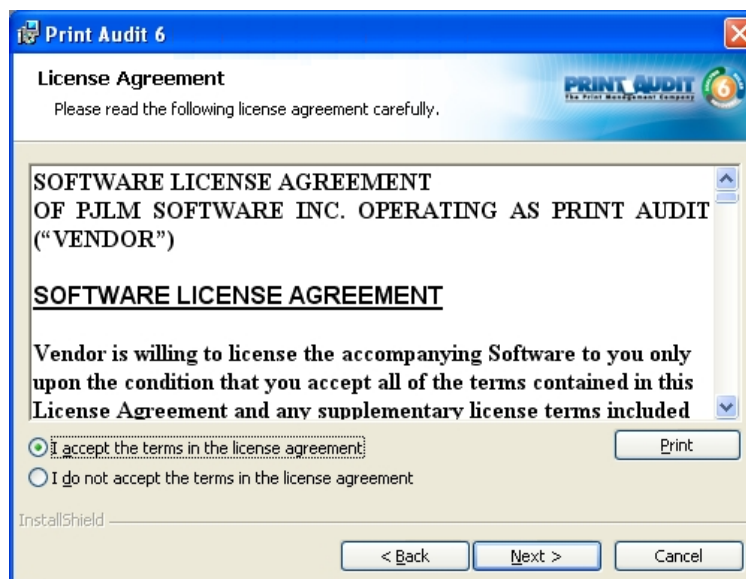 Print Audit 6
License Agreement
Please read the following license agreement carefully.
PRINT AUDIT 6
The Print Management Company
SOFTWARE LICENSE AGREEMENT
OF PJLM SOFTWARE INC. OPERATING AS PRINT AUDIT
(“VENDOR”)
SOFTWARE LICENSE AGREEMENT
Vendor is willing to license the accompanying Software to you only
upon the condition that you accept all of the terms contained in this
License Agreement and any supplementary license terms included
I accept the terms in the license agreement
Print
I do not accept the terms in the license agreement
InstallShield
< Back
Next >
Cancel